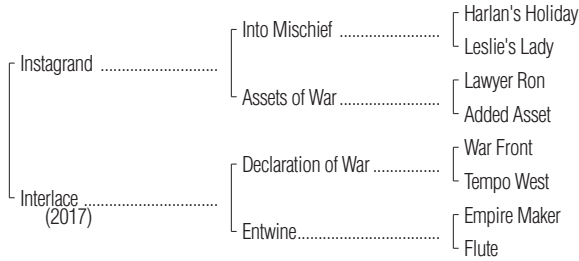 Harlan's Holiday
Into Mischief ....................
Leslie's Lady
Instagrand ........................
Lawyer Ron
Assets of War....................
Added Asset
War Front
Declaration of War .............
Tempo West
Interlace ...........................
(2017)
Empire Maker
Entwine.............................
Flute